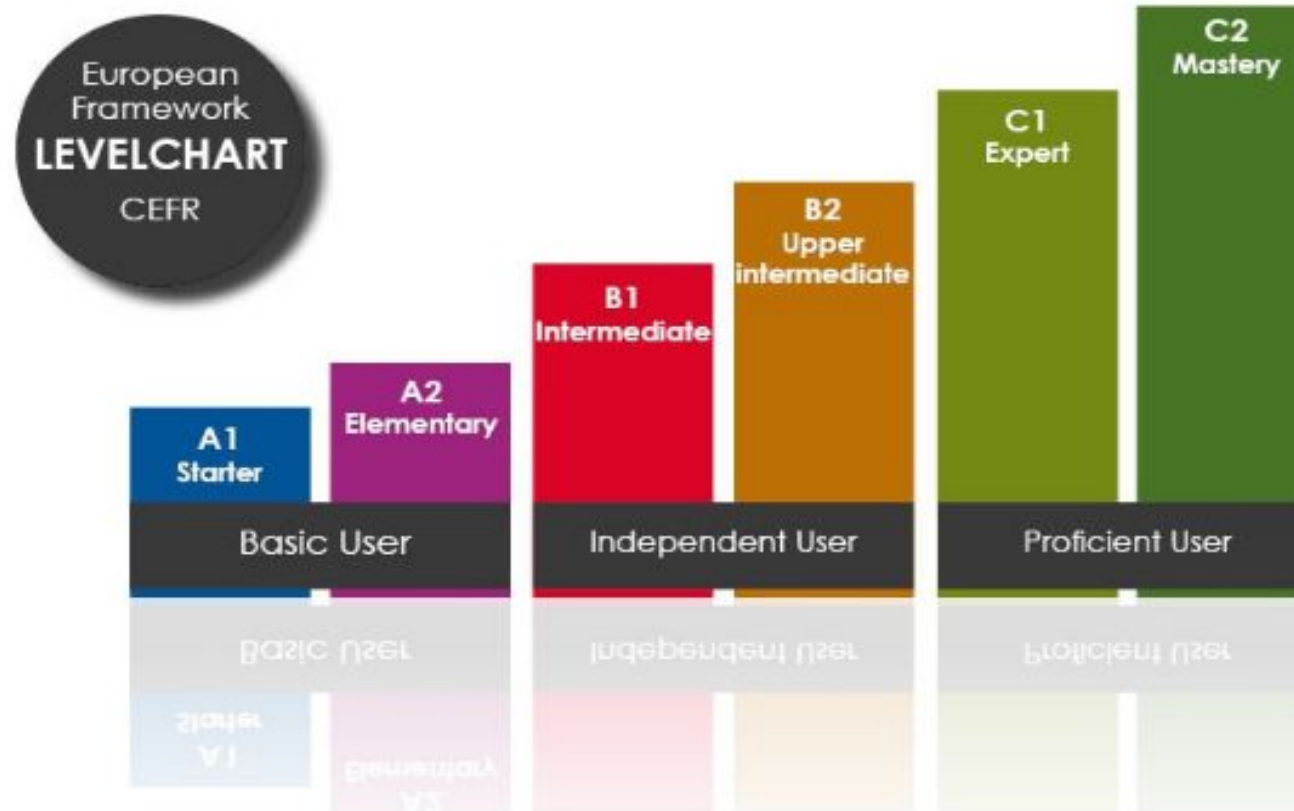 European
Framework
LEVELCHART
CEFR
A1
Starter
A2
Elementary
B1
Intermediate
B2
Upper
intermediate
C1
Expert
C2
Mastery
Basic User
Independent User
Proficient User